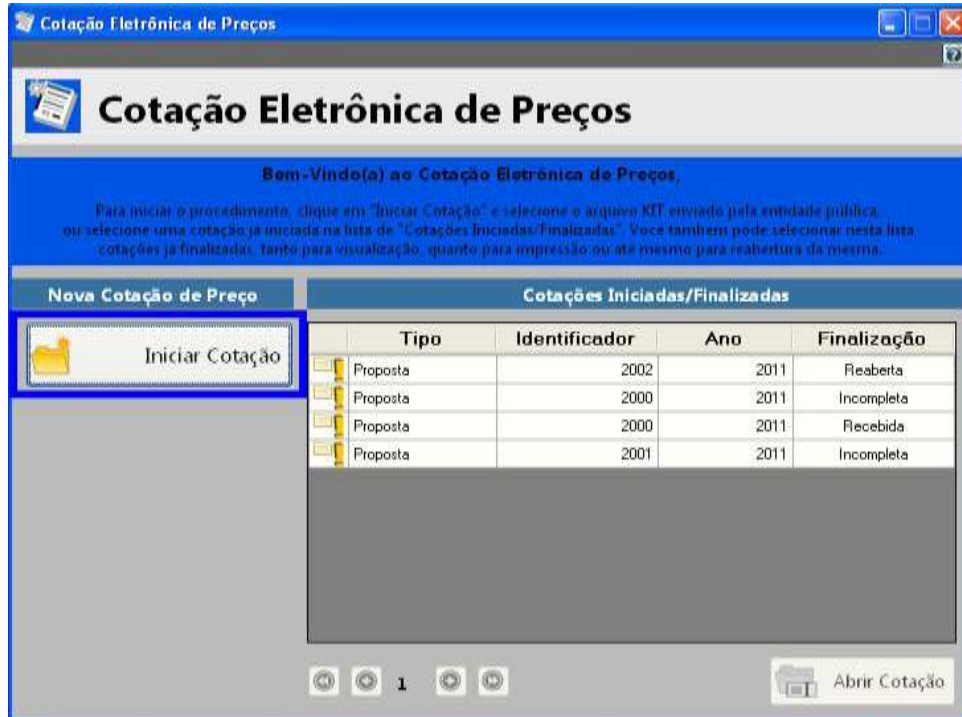 Cotação Eletrônica de Preços
Cotação Eletrônica de Preços
Bem-Vindo(a) ao Cotação Eletrônica de Preços,
Para iniciar o procedimento, clique em "Iniciar Cotação" e selecione o arquivo KIT enviado pela entidade pública,
ou selecione uma cotação ja iniciada na lista de "Cotações Iniciadas/Finalizadas". Voce tambem pode selecionar nesta lista
cotações ja finalizadas, tanto para visualização, quanto para impressão ou até mesmo para reabertura da mesma.
Nova Cotação de Preço
Cotações Iniciadas/Finalizadas
Iniciar Cotação
Tipo Identificador Ano Finalização
Proposta 2002 2011 Reaberta
Proposta 2000 2011 Incompleta
Proposta 2000 2011 Recebida
Proposta 2001 2011 Incompleta
1
Abrir Cotação